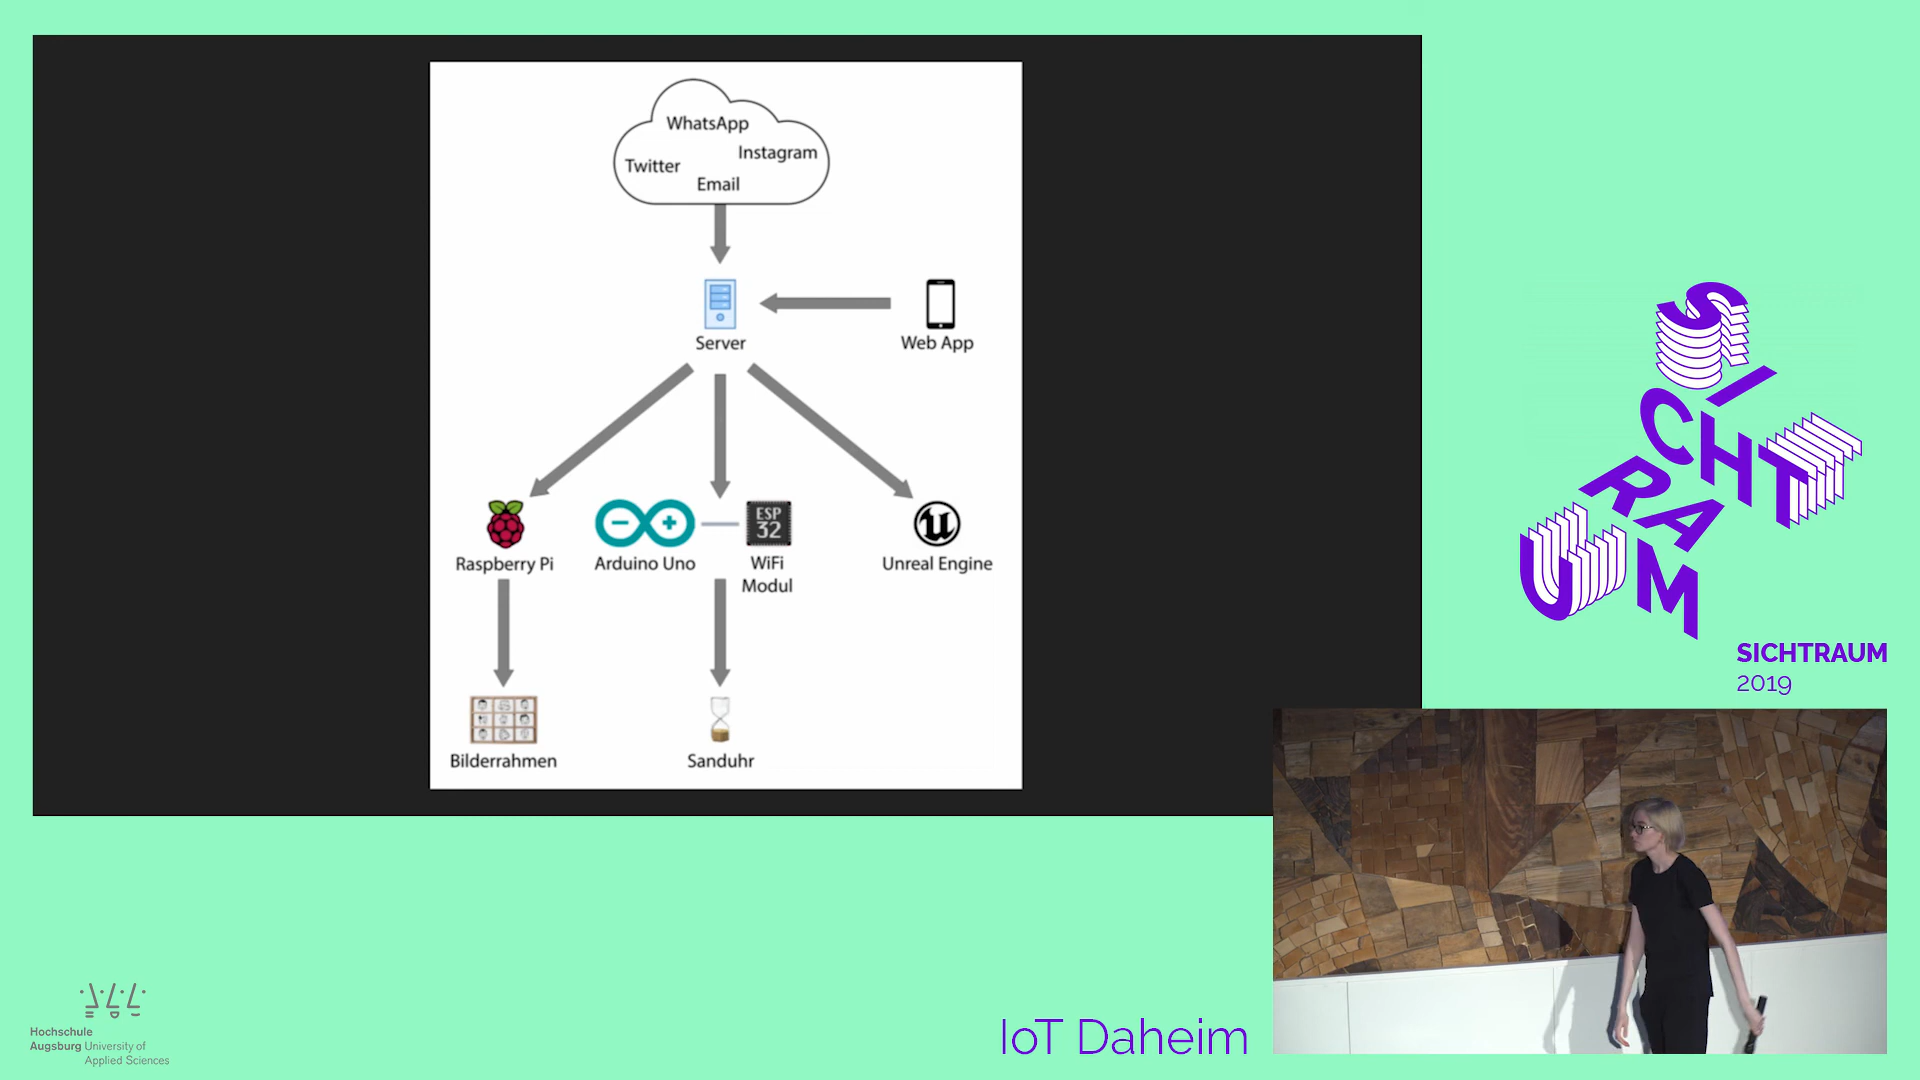 WhatsApp
Instagram
Twitter
Email
Server
Web App
ESP
32
Raspberry Pi
Arduino Uno
WiFi
Modul
Unreal Engine
Bilderrahmen
Sanduhr
SICHTRAUM
SICHTRAUM
2019
IoT Daheim
Hochschule
Augsburg University of
Applied Sciences